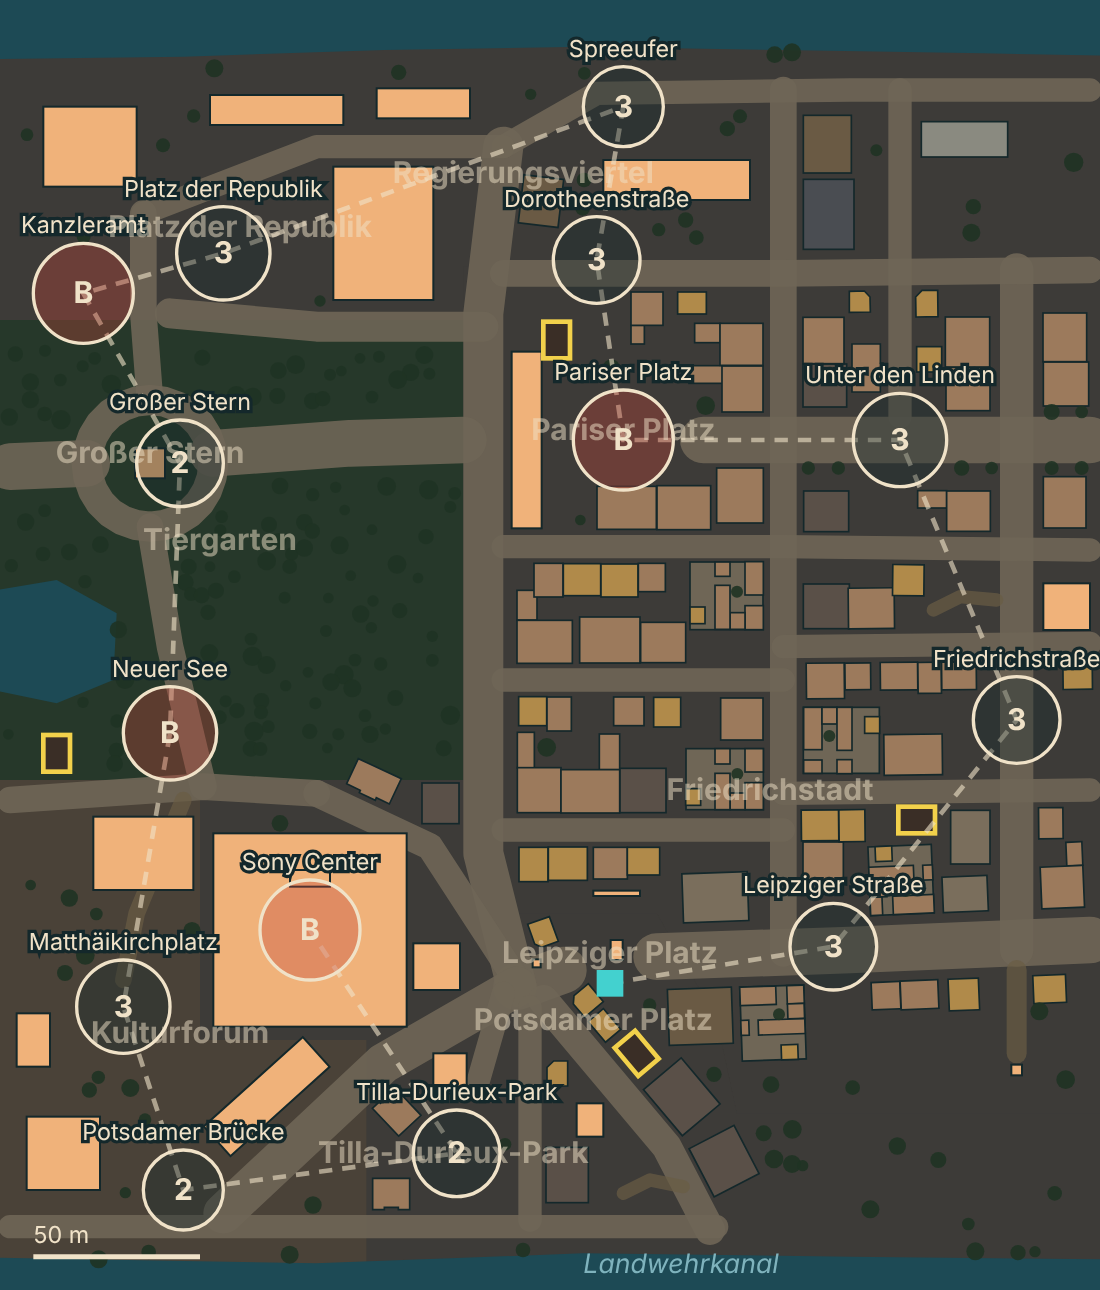 Spreeufer
3
Regierungsviertel
Platz der Republik
Dorotheenstraße
Kanzleramt
Platz der Republik
3
3
B
Pariser Platz
Unter den Linden
Großer Stern
Pariser Platz
B
3
Großer Stern
2
Tiergarten
Neuer See
Friedrichstraße
B
3
Friedrichstadt
Sony Center
Leipziger Straße
B
3
Matthäikirchplatz
Leipziger Platz
3
Kulturforum
Potsdamer Platz
Tilla-Durieux-Park
Potsdamer Brücke
Tilla-Durieux-Park
2
2
50 m
Landwehrkanal